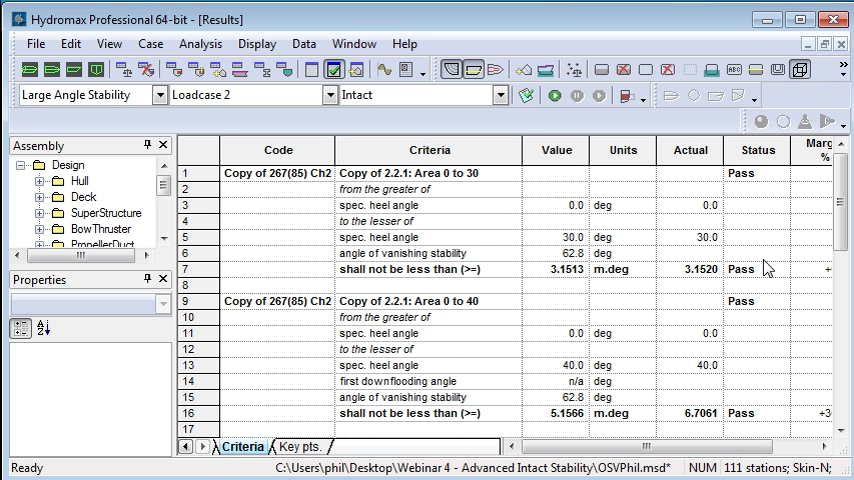 Hydromax Professional 64-bit - [Results]
File Edit View Case Analysis Display Data Window Help
Large Angle Stability Loadcase 2 Intact
Assembly
Design
Hull
Deck
SuperStructure
BowThruster
PropellerDuct
Properties
Code Criteria Value Units Actual Status Marg %
1 Copy of 267(85) Ch2 Copy of 2.2.1: Area 0 to 30 Pass
2 from the greater of
3 spec. heel angle 0.0 deg 0.0
4 to the lesser of
5 spec. heel angle 30.0 deg 30.0
6 angle of vanishing stability 62.8 deg
7 shall not be less than (>=) 3.1513 m.deg 3.1520 Pass +
8
9 Copy of 267(85) Ch2 Copy of 2.2.1: Area 0 to 40 Pass
10 from the greater of
11 spec. heel angle 0.0 deg 0.0
12 to the lesser of
13 spec. heel angle 40.0 deg 40.0
14 first downflooding angle n/a deg
15 angle of vanishing stability 62.8 deg
16 shall not be less than (>=) 5.1566 m.deg 6.7061 Pass +3
17
Criteria Key pts.
Ready C:\Users\phil\Desktop\Webinar 4 - Advanced Intact Stability\OSVPhil.msd* NUM 111 stations; Skin-N;